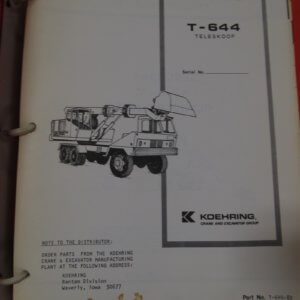 T-644
TELESKOOP
Serial No.
KOEHRING
CRANE AND EXCAVATOR GROUP
NOTE TO THE DISTRIBUTOR:
ORDER PARTS FROM THE KOEHRING
CRANE & EXCAVATOR MANUFACTURING
PLANT AT THE FOLLOWING ADDRESS:
KOEHRING
Bantam Division
Waverly, Iowa 50677
Part No.